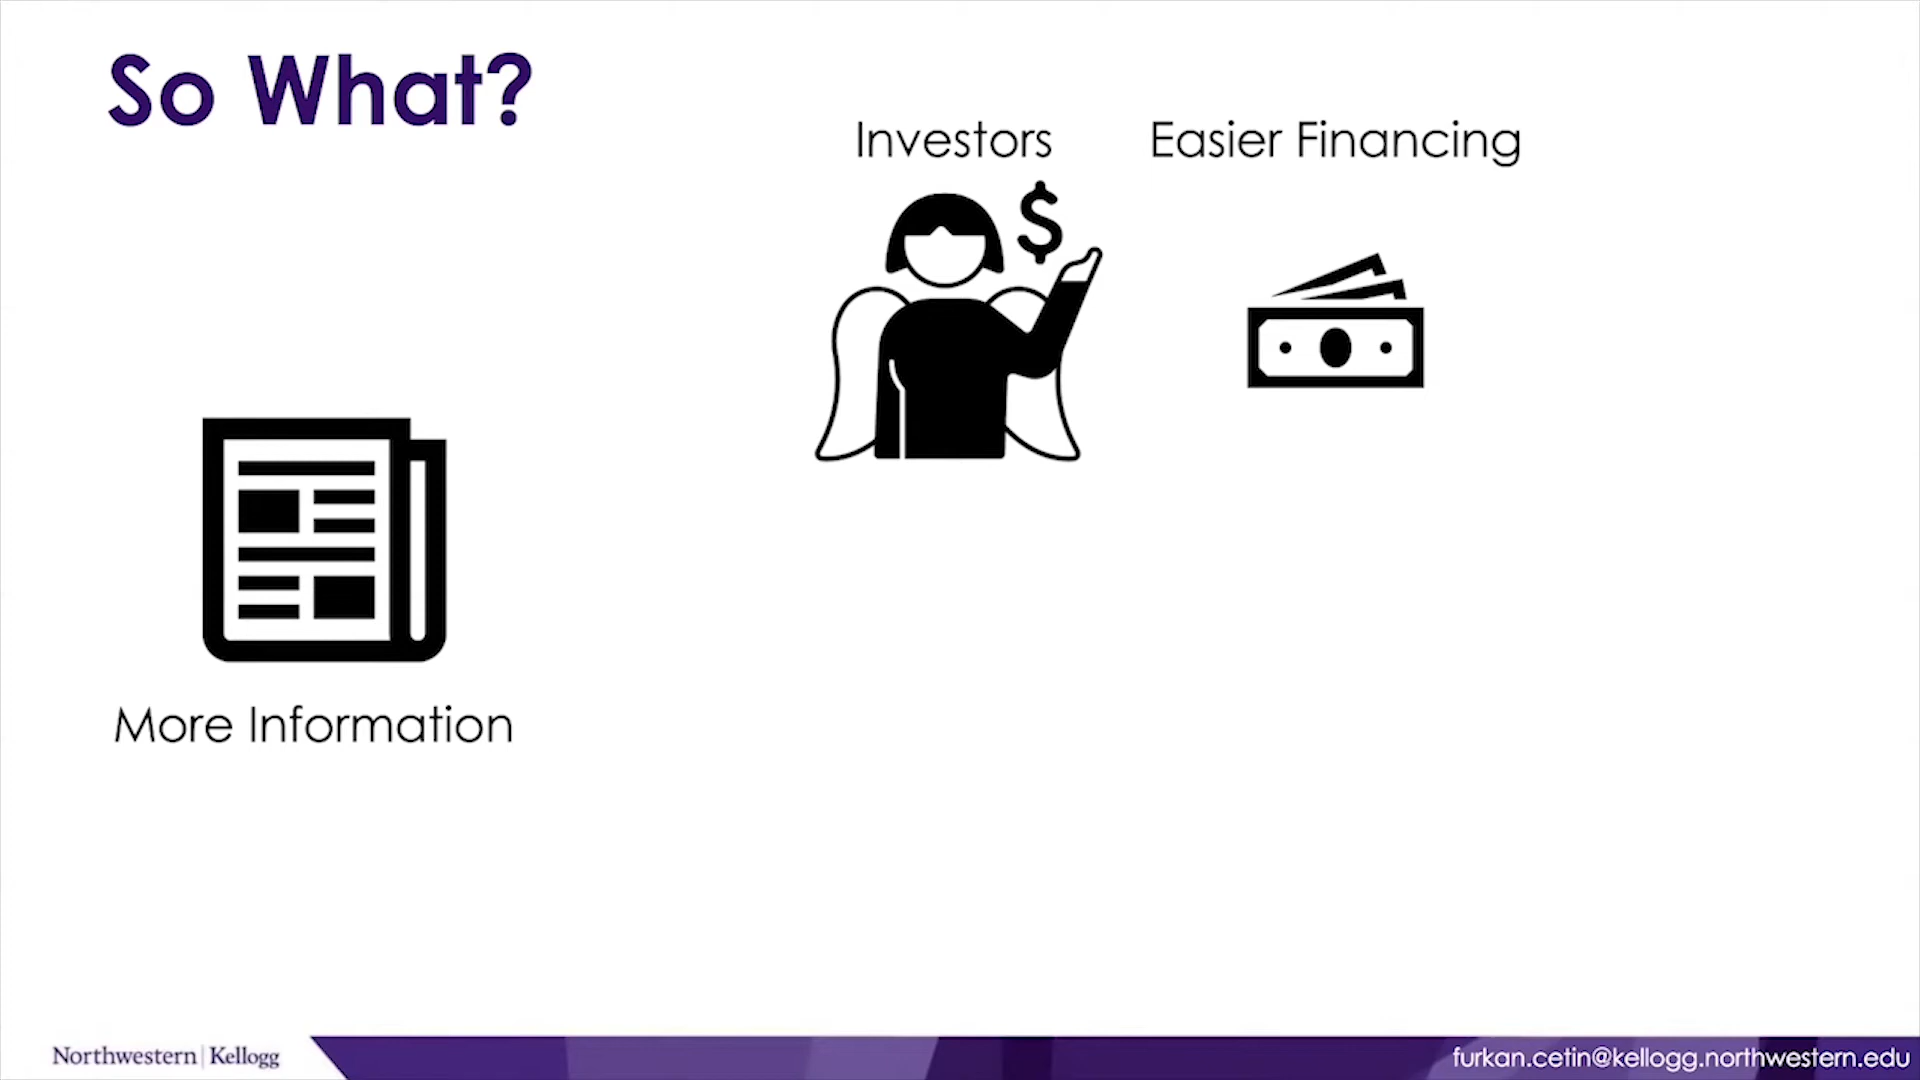 So What?
Investors
Easier Financing
$
More Information
Northwestern | Kellogg
furkan.cetin@kellogg.northwestern.edu